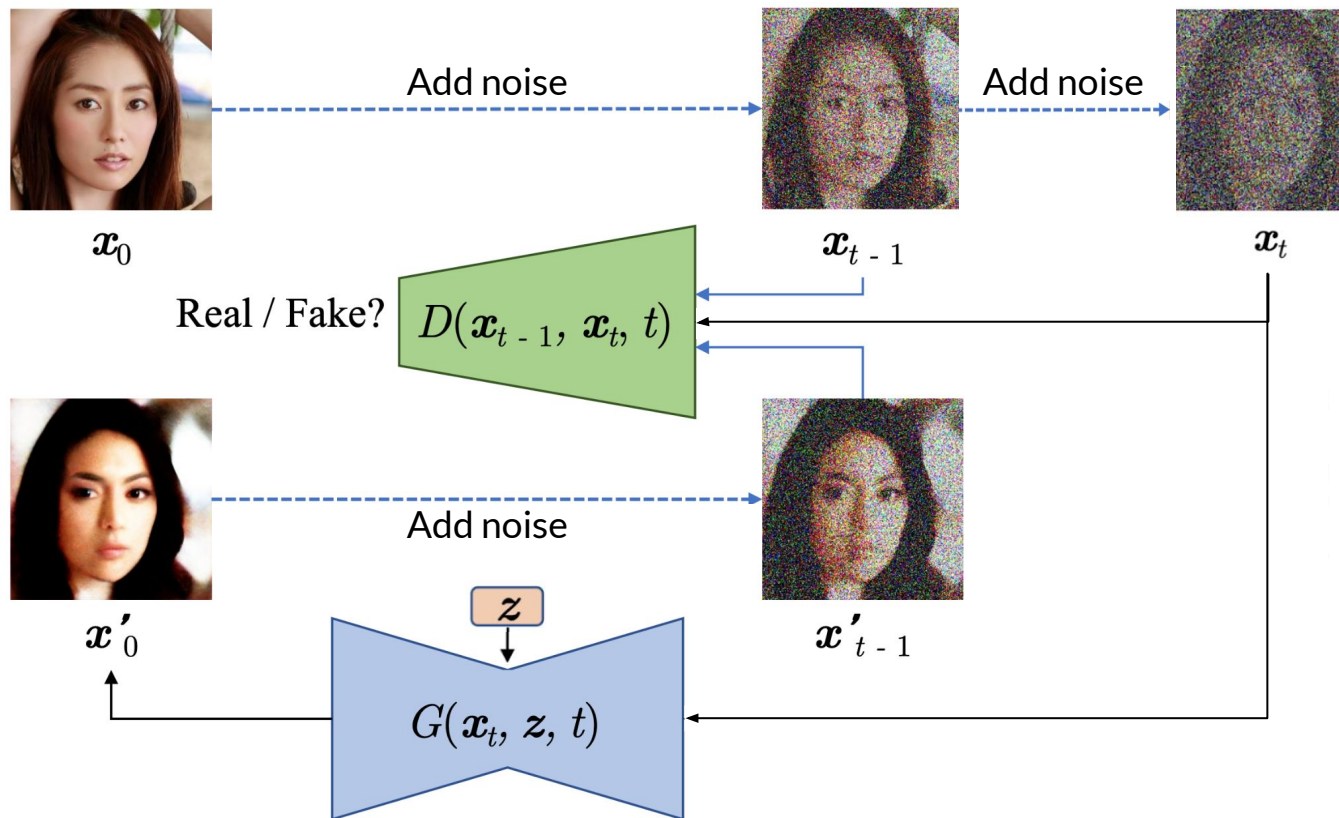 Add noise
Add noise
x₀
xₜ ₋ ₁
xₜ
Real / Fake?
D(xₜ ₋ ₁, xₜ, t)
Add noise
z
x′₀
x′ₜ ₋ ₁
G(xₜ, z, t)